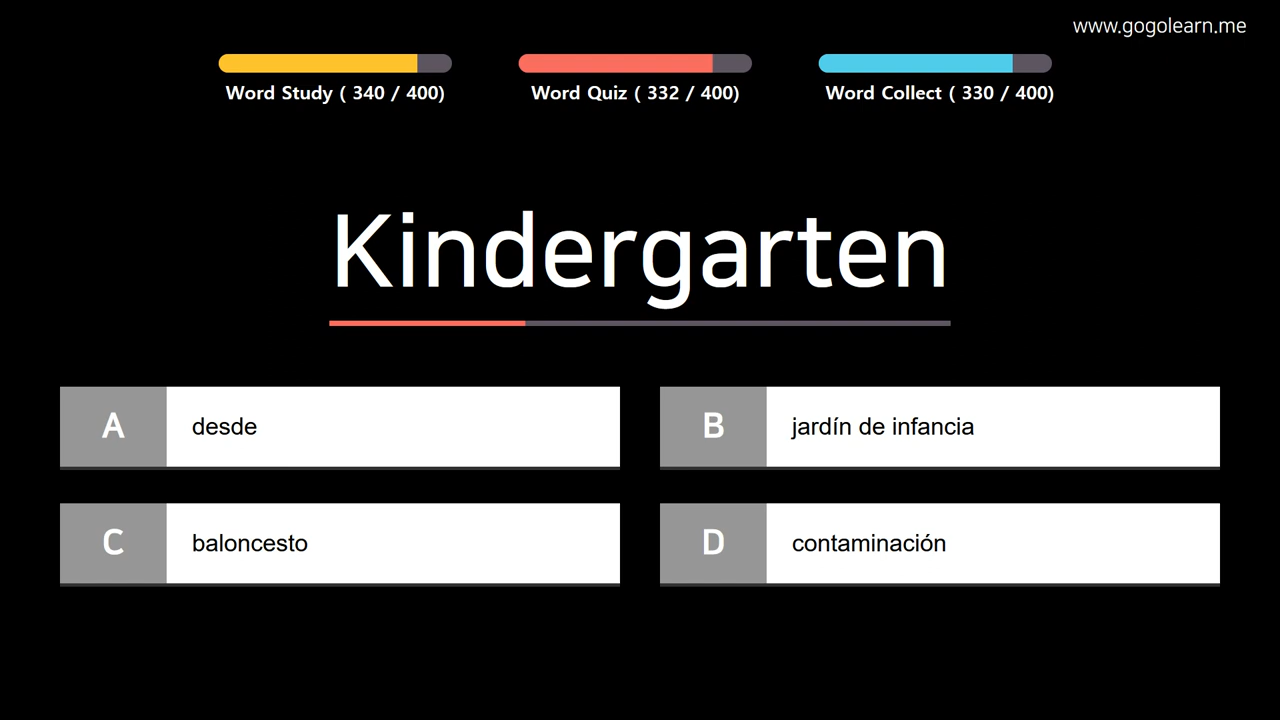 www.gogolearn.me
Word Study ( 340 / 400)
Word Quiz ( 332 / 400)
Word Collect ( 330 / 400)
Kindergarten
A desde
B jardín de infancia
C baloncesto
D contaminación